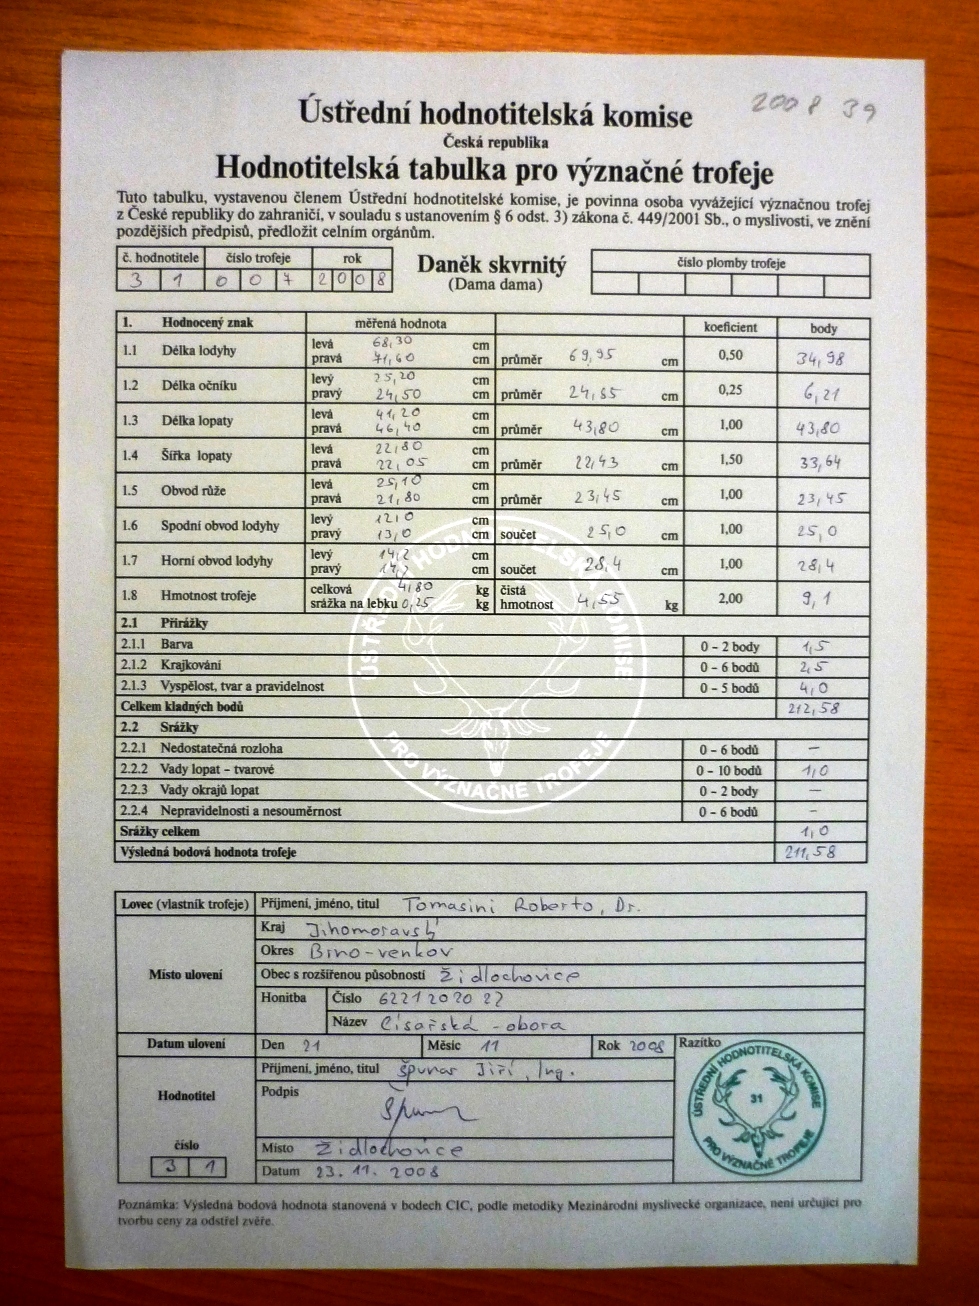 2008 39
Ústřední hodnotitelská komise
Česká republika
Hodnotitelská tabulka pro význačné trofeje
Tuto tabulku, vystavenou členem Ústřední hodnotitelské komise, je povinna osoba vyvážející význačnou trofej
z České republiky do zahraničí, v souladu s ustanovením § 6 odst. 3) zákona č. 449/2001 Sb., o myslivosti, ve znění
pozdějších předpisů, předložit celním orgánům.
č. hodnotitele číslo trofeje rok
3 1 0 0 7 2 0 0 8
Daněk skvrnitý
(Dama dama)
číslo plomby trofeje
1. Hodnocený znak měřená hodnota koeficient body
1.1 Délka lodyhy levá 68,30 cm
pravá 71,60 cm průměr 69,95 cm 0,50 34,98
1.2 Délka očníku levý 25,20 cm
pravý 24,50 cm průměr 24,85 cm 0,25 6,21
1.3 Délka lopaty levá 41,20 cm
pravá 46,40 cm průměr 43,80 cm 1,00 43,80
1.4 Šířka lopaty levá 22,80 cm
pravá 22,05 cm průměr 22,43 cm 1,50 33,64
1.5 Obvod růže levá 25,10 cm
pravá 21,80 cm průměr 23,45 cm 1,00 23,45
1.6 Spodní obvod lodyhy levý 12,0 cm
pravý 13,0 cm součet 25,0 cm 1,00 25,0
1.7 Horní obvod lodyhy levý 14,2 cm
pravý 14,2 cm součet 28,4 cm 1,00 28,4
1.8 Hmotnost trofeje celková 4,80 kg čistá
srážka na lebku 0,25 kg hmotnost 4,55 kg 2,00 9,1
2.1 Přirážky
2.1.1 Barva 0 – 2 body 1,5
2.1.2 Krajkování 0 – 6 bodů 2,5
2.1.3 Vyspělost, tvar a pravidelnost 0 – 5 bodů 4,0
Celkem kladných bodů 212,58
2.2 Srážky
2.2.1 Nedostatečná rozloha 0 – 6 bodů –
2.2.2 Vady lopat – tvarové 0 – 10 bodů 1,0
2.2.3 Vady okrajů lopat 0 – 2 body –
2.2.4 Nepravidelnosti a nesouměrnost 0 – 6 bodů –
Srážky celkem 1,0
Výsledná bodová hodnota trofeje 211,58
ÚSTŘEDNÍ HODNOTITELSKÁ KOMISE
PRO VÝZNAČNÉ TROFEJE
Lovec (vlastník trofeje) Příjmení, jméno, titul Tomasini Roberto, Dr.
Místo ulovení Kraj Jihomoravský
Okres Brno-venkov
Obec s rozšířenou působností Židlochovice
Honitba Číslo 6221202022
Název Císařská - obora
Datum ulovení Den 21 Měsíc 11 Rok 2008
Hodnotitel Příjmení, jméno, titul Špunar Jiří, Ing.
Podpis
číslo 3 1
Místo Židlochovice
Datum 23. 11. 2008
Razítko
ÚSTŘEDNÍ HODNOTITELSKÁ KOMISE
31
PRO VÝZNAČNÉ TROFEJE
Poznámka: Výsledná bodová hodnota stanovená v bodech CIC, podle metodiky Mezinárodní myslivecké organizace, není určující pro
tvorbu ceny za odstřel zvěře.